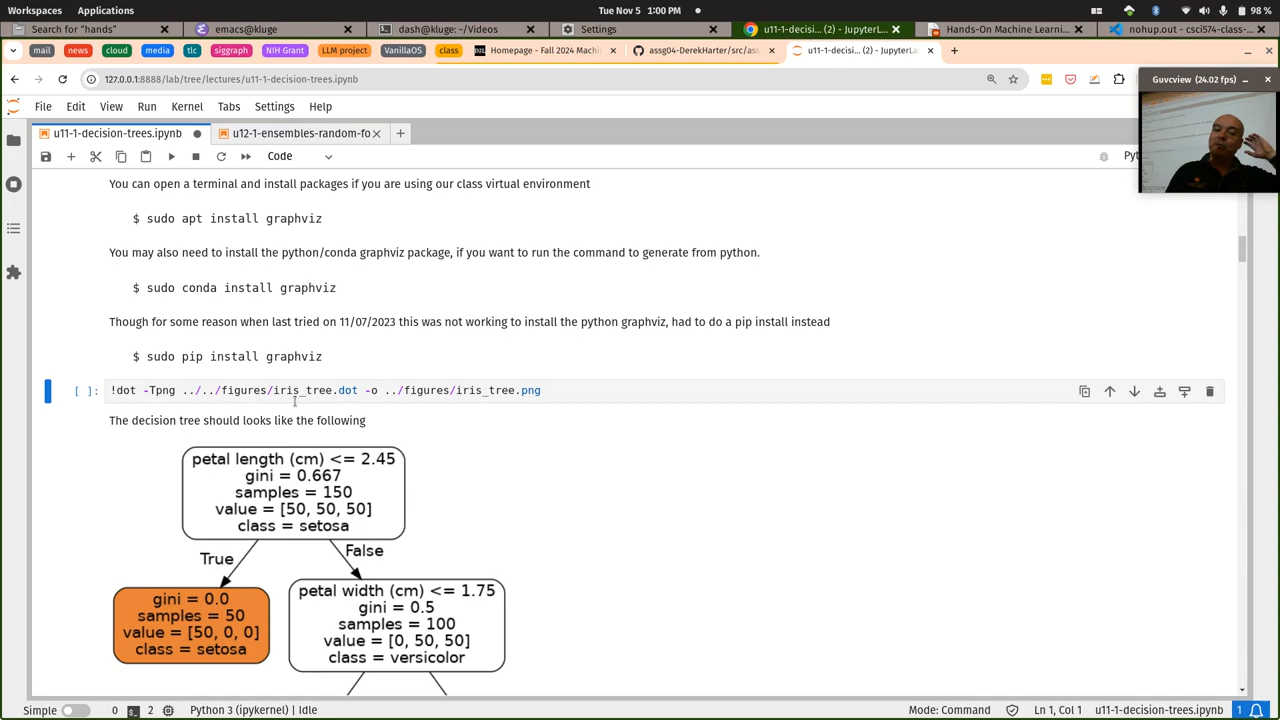 Workspaces Applications Tue Nov 5 1:00 PM 98 %
Search for "hands" emacs@kluge dash@kluge: ~/Videos Settings u11-1-decision-trees.ipynb (2) - JupyterL... Hands-On Machine Learni... nohup.out - csci574-class-...
mail news cloud media tc siggraph NIH Grant LLM project VanillaOS class Homepage - Fall 2024 Machin assg04-DerekHarter/src/ass u11-1-deci... (2) - JupyterLa
127.0.0.1:8888/lab/tree/lectures/u11-1-decision-trees.ipynb
Guvcview (24.02 fps)
File Edit View Run Kernel Tabs Settings Help
u11-1-decision-trees.ipynb u12-1-ensembles-random-fo
Code
You can open a terminal and install packages if you are using our class virtual environment
$ sudo apt install graphviz
You may also need to install the python/conda graphviz package, if you want to run the command to generate from python.
$ sudo conda install graphviz
Though for some reason when last tried on 11/07/2023 this was not working to install the python graphviz, had to do a pip install instead
$ sudo pip install graphviz
[ ]: !dot -Tpng ../../figures/iris_tree.dot -o ../figures/iris_tree.png
The decision tree should looks like the following
petal length (cm) <= 2.45
gini = 0.667
samples = 150
value = [50, 50, 50]
class = setosa
True
False
gini = 0.0
samples = 50
value = [50, 0, 0]
class = setosa
petal width (cm) <= 1.75
gini = 0.5
samples = 100
value = [0, 50, 50]
class = versicolor
Simple 0 2 Python 3 (ipykernel) | Idle Mode: Command Ln 1, Col 1 u11-1-decision-trees.ipynb 1